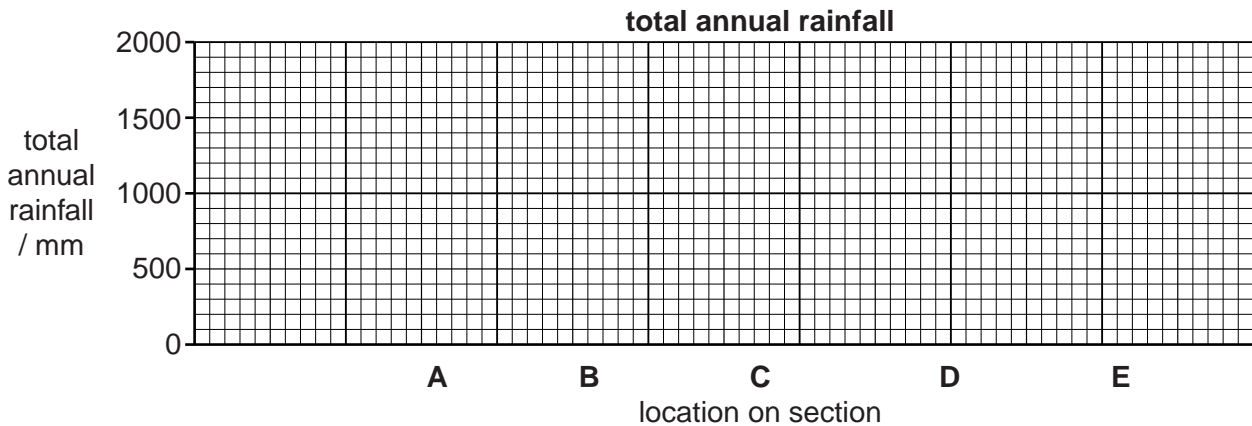 total annual rainfall
2000
1500
1000
500
0
total
annual
rainfall
/ mm
A B C D E
location on section